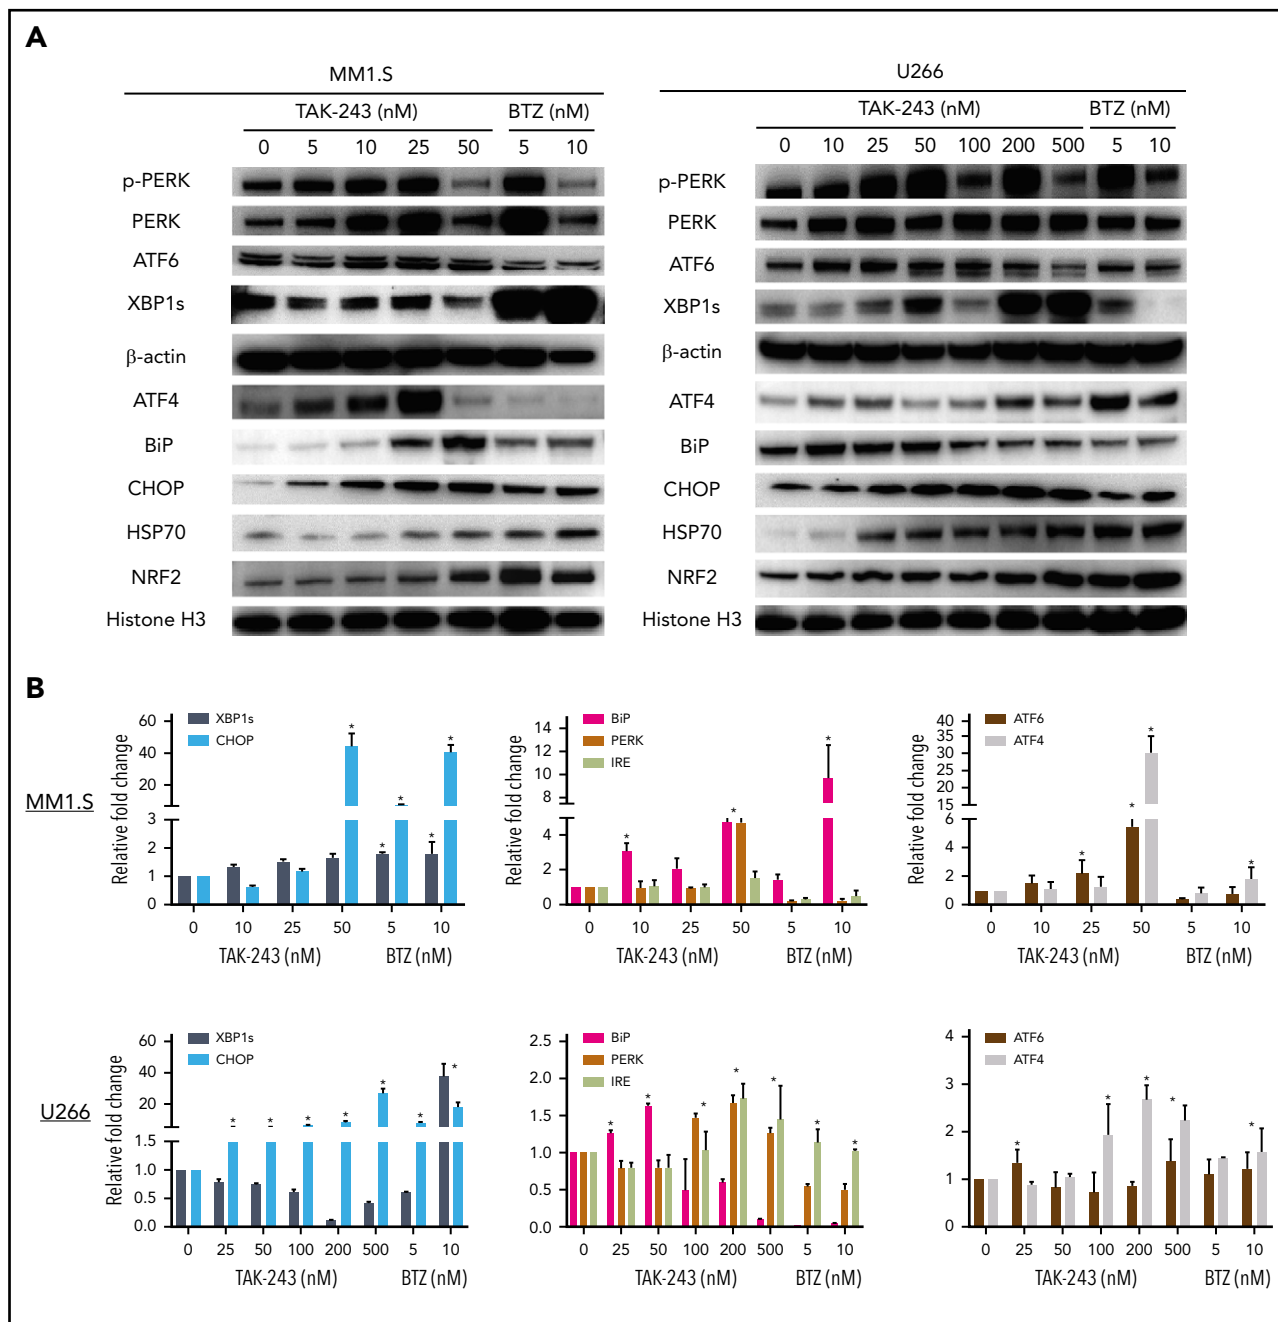 A
MM1.S
TAK-243 (nM) BTZ (nM)
0 5 10 25 50 5 10
p-PERK
PERK
ATF6
XBP1s
β-actin
ATF4
BiP
CHOP
HSP70
NRF2
Histone H3
U266
TAK-243 (nM) BTZ (nM)
0 10 25 50 100 200 500 5 10
p-PERK
PERK
ATF6
XBP1s
β-actin
ATF4
BiP
CHOP
HSP70
NRF2
Histone H3
B
MM1.S
Relative fold change
60
40
20
3
2
1
0
XBP1s
CHOP
* * * * *
0 10 25 50 5 10
TAK-243 (nM) BTZ (nM)
Relative fold change
14
12
10
8
6
4
2
0
BiP
PERK
IRE
* * *
0 10 25 50 5 10
TAK-243 (nM) BTZ (nM)
Relative fold change
40
35
30
25
20
15
6
4
2
0
ATF6
ATF4
* * * *
0 10 25 50 5 10
TAK-243 (nM) BTZ (nM)
U266
Relative fold change
60
40
20
1.5
1.0
0.5
0.0
XBP1s
CHOP
* * * * * * *
0 25 50 100 200 500 5 10
TAK-243 (nM) BTZ (nM)
2.5
2.0
1.5
1.0
0.5
0.0
BiP
PERK
IRE
* * * * * * *
0 25 50 100 200 500 5 10
TAK-243 (nM) BTZ (nM)
4
3
2
1
0
ATF6
ATF4
* * * * *
0 25 50 100 200 500 5 10
TAK-243 (nM) BTZ (nM)